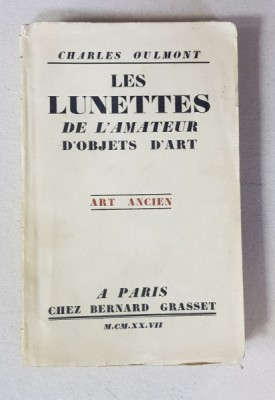 CHARLES OULMONT
LES
LUNETTES
DE L'AMATEUR
D'OBJETS D'ART
ART ANCIEN
A PARIS
CHEZ BERNARD GRASSET
M.CM.XX.VII